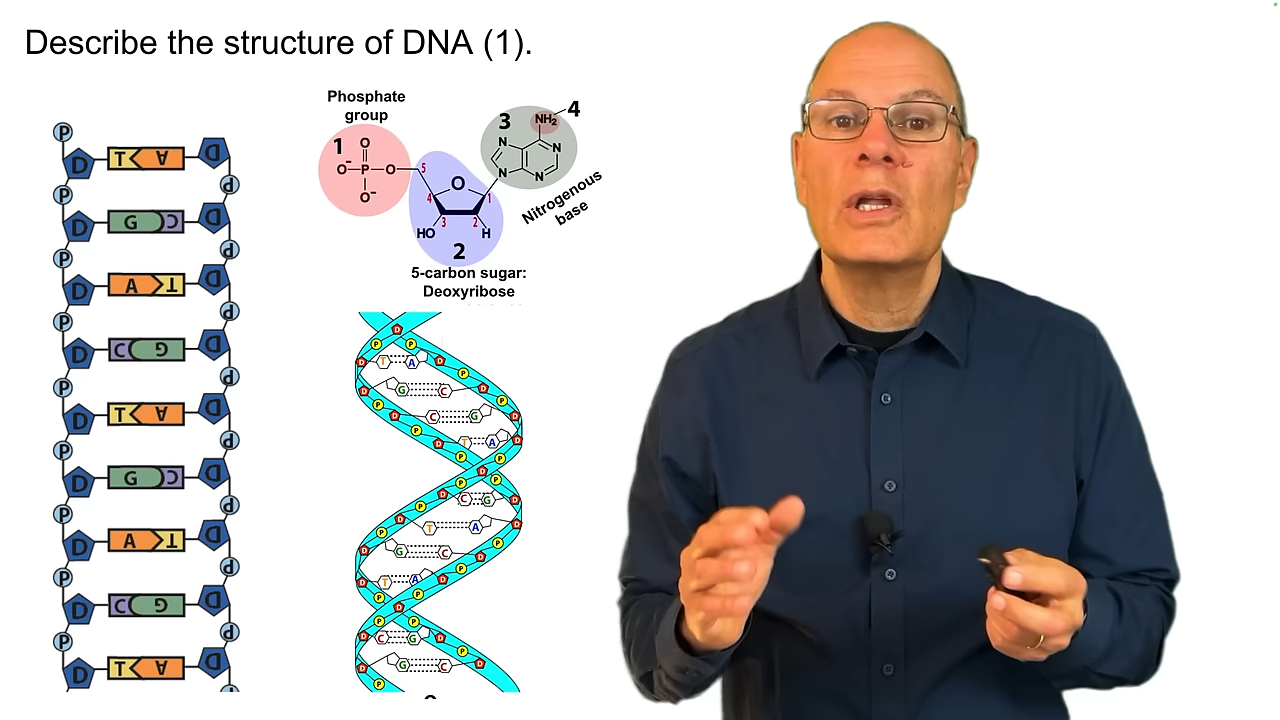 Describe the structure of DNA (1).
Phosphate
group
1
O
O⁻ P O
O⁻
5
4
3
2
1
O
HO
H
2
3
N
N
N
N
NH₂
4
Nitrogenous
base
5-carbon sugar:
Deoxyribose
P
D T A D
P P
D G C D
P P
D A T D
P P
D C G D
P P
D T A D
P P
D G C D
P P
D A T D
P P
D C G D
P P
D T A D
D
P P
D T A D
P
D G C D
P
D C G D
P
D T A D
P P
D
P P
D C G D
P
D T A D
P
D G C D
P P
D T A D
P P
D
P P
D C G D
P
D G C D
P